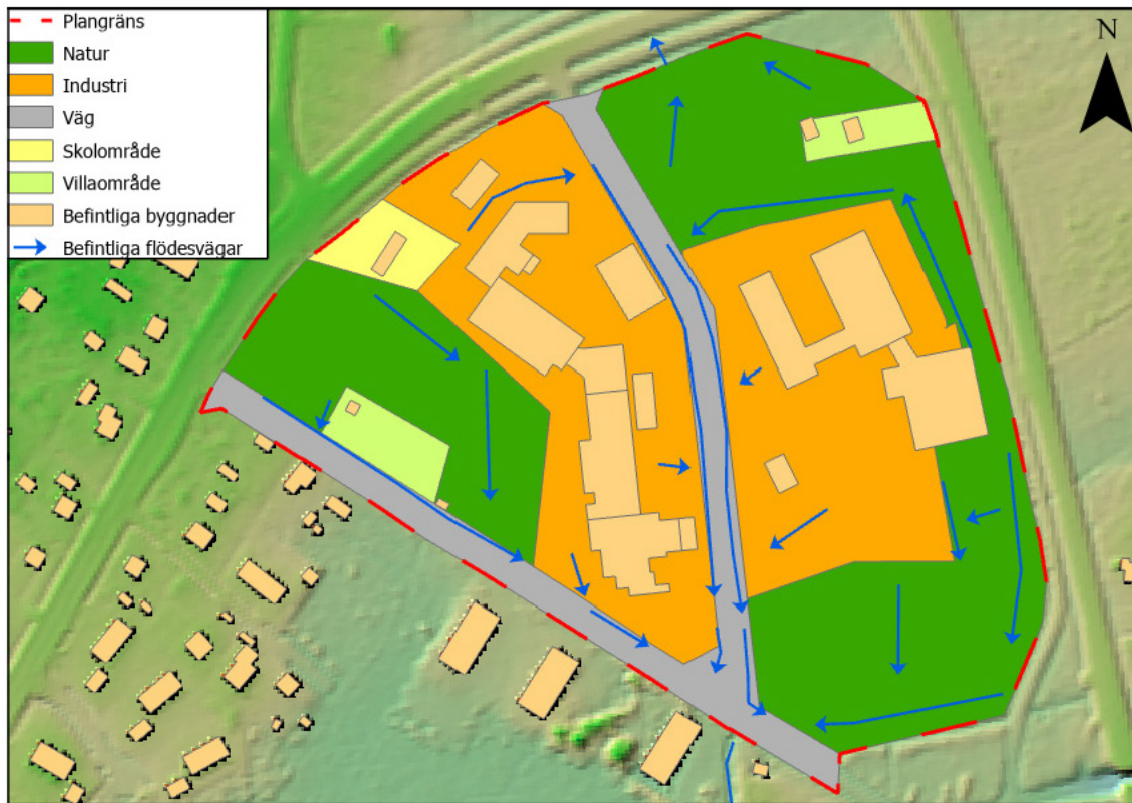 Plangräns
Natur
Industri
Väg
Skolområde
Villaområde
Befintliga byggnader
Befintliga flödesvägar
N